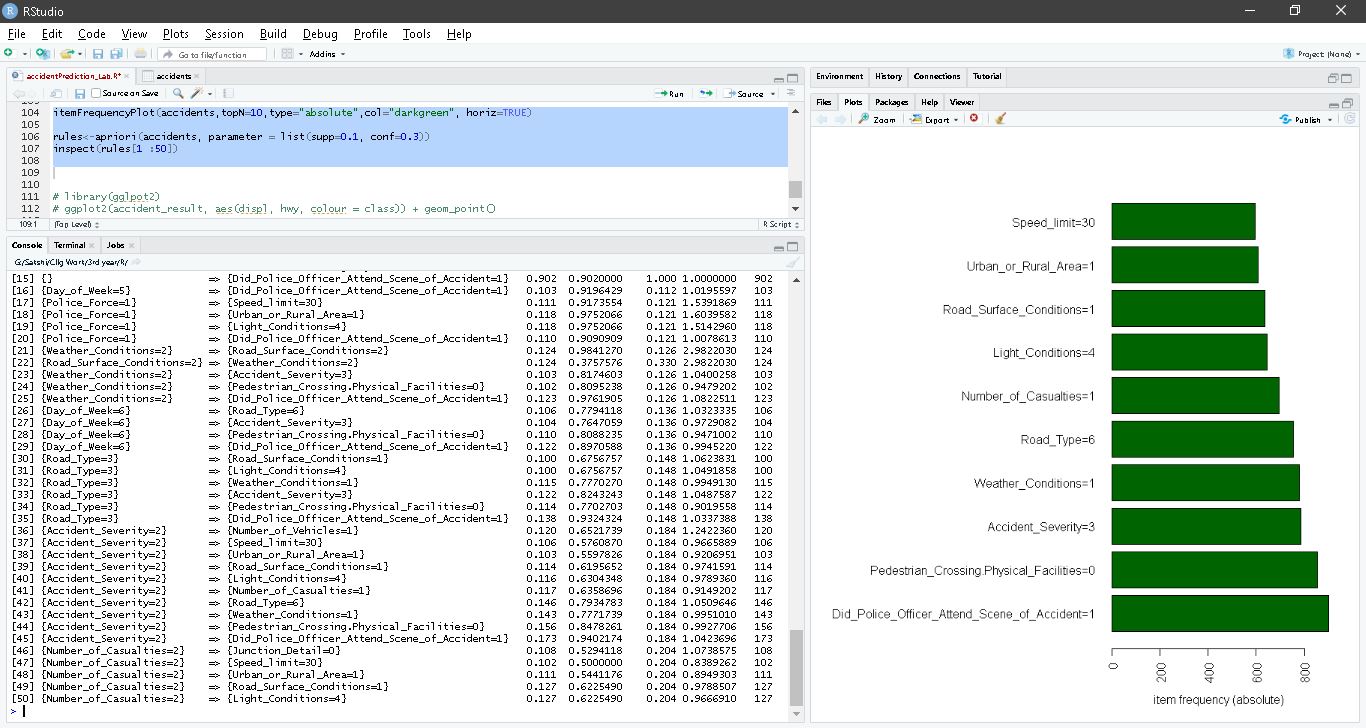 RStudio
File Edit Code View Plots Session Build Debug Profile Tools Help
Go to file/function Addins Project: (None)
accidentPrediction_Lab.R* accidents
Source on Save Run Source
104 itemFrequencyPlot(accidents,topN=10,type="absolute",col="darkgreen", horiz=TRUE)
105
106 rules<-apriori(accidents, parameter = list(supp=0.1, conf=0.3))
107 inspect(rules[1 :50])
108
109
110
111 # library(gglpot2)
112 # ggplot2(accident_result, aes(displ, hwy, colour = class)) + geom_point()
109:1 (Top Level) R Script
Console Terminal Jobs
G:/Satshi/Cllg Wort/3rd year/R/
[15] {} => {Did_Police_Officer_Attend_Scene_of_Accident=1} 0.902 0.9020000 1.000 1.0000000 902
[16] {Day_of_Week=5} => {Did_Police_Officer_Attend_Scene_of_Accident=1} 0.103 0.9196429 0.112 1.0195597 103
[17] {Police_Force=1} => {Speed_limit=30} 0.111 0.9173554 0.121 1.5391869 111
[18] {Police_Force=1} => {Urban_or_Rural_Area=1} 0.118 0.9752066 0.121 1.6039582 118
[19] {Police_Force=1} => {Light_Conditions=4} 0.118 0.9752066 0.121 1.5142960 118
[20] {Police_Force=1} => {Did_Police_Officer_Attend_Scene_of_Accident=1} 0.110 0.9090909 0.121 1.0078613 110
[21] {Weather_Conditions=2} => {Road_Surface_Conditions=2} 0.124 0.9841270 0.126 2.9822030 124
[22] {Road_Surface_Conditions=2} => {Weather_Conditions=2} 0.124 0.3757576 0.330 2.9822030 124
[23] {Weather_Conditions=2} => {Accident_Severity=3} 0.103 0.8174603 0.126 1.0400258 103
[24] {Weather_Conditions=2} => {Pedestrian_Crossing.Physical_Facilities=0} 0.102 0.8095238 0.126 0.9479202 102
[25] {Weather_Conditions=2} => {Did_Police_Officer_Attend_Scene_of_Accident=1} 0.123 0.9761905 0.126 1.0822511 123
[26] {Day_of_Week=6} => {Road_Type=6} 0.106 0.7794118 0.136 1.0323335 106
[27] {Day_of_Week=6} => {Accident_Severity=3} 0.104 0.7647059 0.136 0.9729082 104
[28] {Day_of_Week=6} => {Pedestrian_Crossing.Physical_Facilities=0} 0.110 0.8088235 0.136 0.9471002 110
[29] {Day_of_Week=6} => {Did_Police_Officer_Attend_Scene_of_Accident=1} 0.122 0.8970588 0.136 0.9945220 122
[30] {Road_Type=3} => {Road_Surface_Conditions=1} 0.100 0.6756757 0.148 1.0623831 100
[31] {Road_Type=3} => {Light_Conditions=4} 0.100 0.6756757 0.148 1.0491858 100
[32] {Road_Type=3} => {Weather_Conditions=1} 0.115 0.7770270 0.148 0.9949130 115
[33] {Road_Type=3} => {Accident_Severity=3} 0.122 0.8243243 0.148 1.0487587 122
[34] {Road_Type=3} => {Pedestrian_Crossing.Physical_Facilities=0} 0.114 0.7702703 0.148 0.9019558 114
[35] {Road_Type=3} => {Did_Police_Officer_Attend_Scene_of_Accident=1} 0.138 0.9324324 0.148 1.0337388 138
[36] {Accident_Severity=2} => {Number_of_Vehicles=1} 0.120 0.6521739 0.184 1.2422360 120
[37] {Accident_Severity=2} => {Speed_limit=30} 0.106 0.5760870 0.184 0.9665889 106
[38] {Accident_Severity=2} => {Urban_or_Rural_Area=1} 0.103 0.5597826 0.184 0.9206951 103
[39] {Accident_Severity=2} => {Road_Surface_Conditions=1} 0.114 0.6195652 0.184 0.9741591 114
[40] {Accident_Severity=2} => {Light_Conditions=4} 0.116 0.6304348 0.184 0.9789360 116
[41] {Accident_Severity=2} => {Number_of_Casualties=1} 0.117 0.6358696 0.184 0.9149202 117
[42] {Accident_Severity=2} => {Road_Type=6} 0.146 0.7934783 0.184 1.0509646 146
[43] {Accident_Severity=2} => {Weather_Conditions=1} 0.143 0.7771739 0.184 0.9951010 143
[44] {Accident_Severity=2} => {Pedestrian_Crossing.Physical_Facilities=0} 0.156 0.8478261 0.184 0.9927706 156
[45] {Accident_Severity=2} => {Did_Police_Officer_Attend_Scene_of_Accident=1} 0.173 0.9402174 0.184 1.0423696 173
[46] {Number_of_Casualties=2} => {Junction_Detail=0} 0.108 0.5294118 0.204 1.0738575 108
[47] {Number_of_Casualties=2} => {Speed_limit=30} 0.102 0.5000000 0.204 0.8389262 102
[48] {Number_of_Casualties=2} => {Urban_or_Rural_Area=1} 0.111 0.5441176 0.204 0.8949303 111
[49] {Number_of_Casualties=2} => {Road_Surface_Conditions=1} 0.127 0.6225490 0.204 0.9788507 127
[50] {Number_of_Casualties=2} => {Light_Conditions=4} 0.127 0.6225490 0.204 0.9666910 127
>
Environment History Connections Tutorial
Files Plots Packages Help Viewer
Zoom Export Publish
Speed_limit=30
Urban_or_Rural_Area=1
Road_Surface_Conditions=1
Light_Conditions=4
Number_of_Casualties=1
Road_Type=6
Weather_Conditions=1
Accident_Severity=3
Pedestrian_Crossing.Physical_Facilities=0
Did_Police_Officer_Attend_Scene_of_Accident=1
0 200 400 600 800
item frequency (absolute)